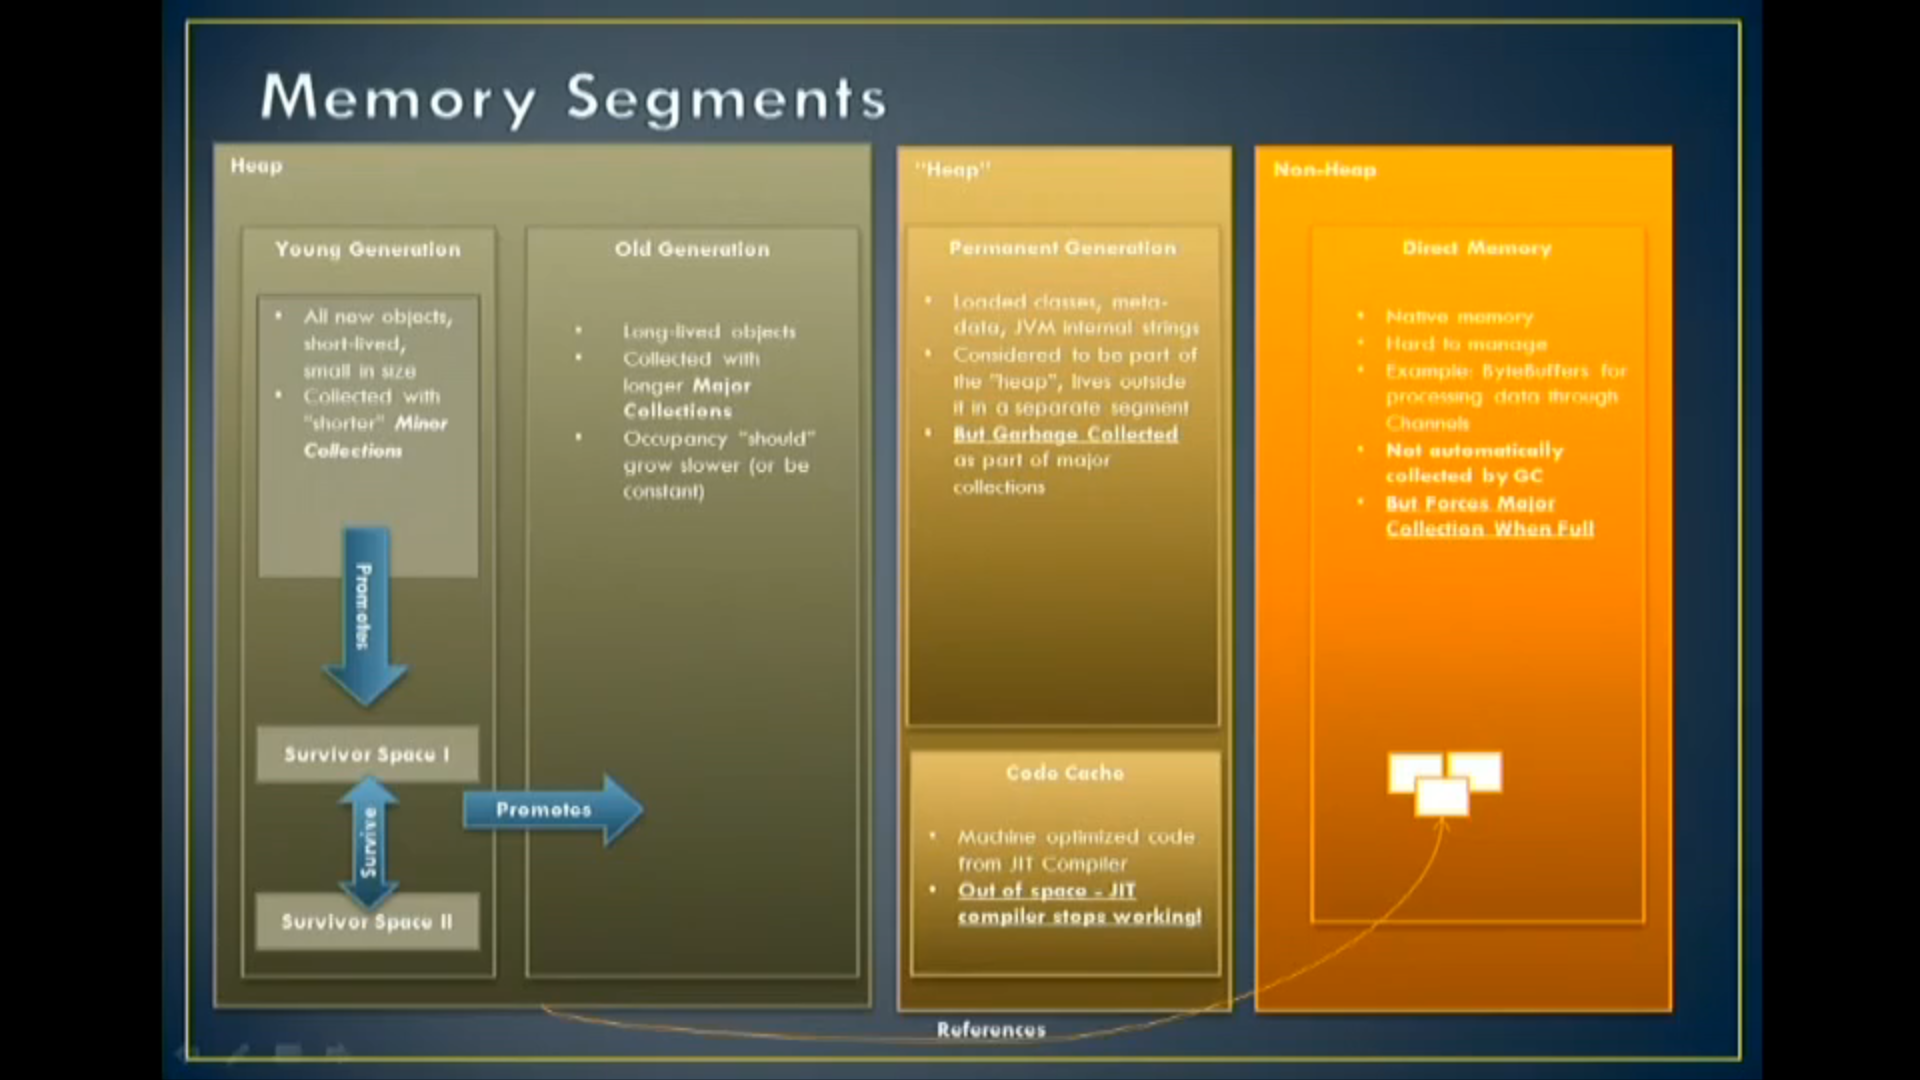 Memory Segments
Heap
Young Generation
• All new objects,
short-lived,
small in size
• Collected with
"shorter" Minor
Collections
Promotes
Survivor Space I
Survive
Survivor Space II
Promotes
Old Generation
• Long-lived objects
• Collected with
longer Major
Collections
• Occupancy "should"
grow slower (or be
constant)
"Heap"
Permanent Generation
• Loaded classes, meta-
data, JVM internal strings
• Considered to be part of
the "heap", lives outside
it in a separate segment
• But Garbage Collected
as part of major
collections
Code Cache
• Machine optimized code
from JIT Compiler
• Out of space - JIT
compiler stops working!
Non-Heap
Direct Memory
• Native memory
• Hard to manage
• Example: ByteBuffers for
processing data through
Channels
• Not automatically
collected by GC
• But Forces Major
Collection When Full
References